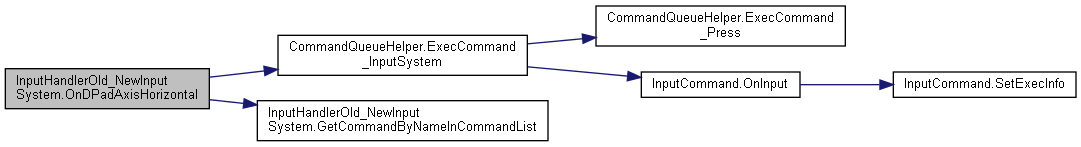 InputHandlerOld_NewInput
System.OnDPadAxisHorizontal
CommandQueueHelper.ExecCommand
_InputSystem
CommandQueueHelper.ExecCommand
_Press
InputCommand.OnInput
InputCommand.SetExecInfo
InputHandlerOld_NewInput
System.GetCommandByNameInCommandList